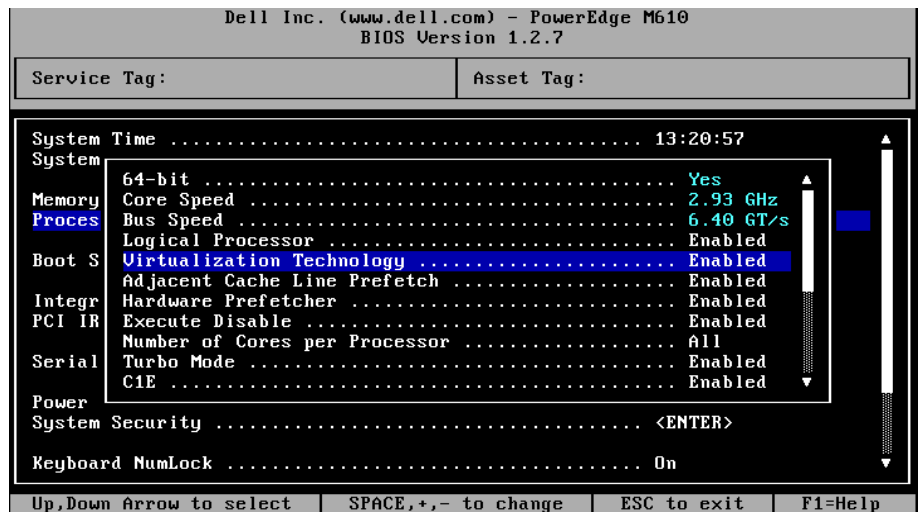 Dell Inc. (www.dell.com) - PowerEdge M610
BIOS Version 1.2.7
Service Tag:
Asset Tag:
System Time ........................................ 13:20:57
System
64-bit ........................................ Yes
Memory
Core Speed .................................... 2.93 GHz
Proces
Bus Speed ..................................... 6.40 GT/s
Logical Processor .............................. Enabled
Boot S
Virtualization Technology ...................... Enabled
Adjacent Cache Line Prefetch ................... Enabled
Integr
Hardware Prefetcher ............................ Enabled
PCI IR
Execute Disable ................................ Enabled
Number of Cores per Processor .................. All
Serial
Turbo Mode ..................................... Enabled
C1E ............................................ Enabled
Power
System Security .................................... <ENTER>
Keyboard NumLock ................................... On
Up,Down Arrow to select
SPACE,+,- to change
ESC to exit
F1=Help